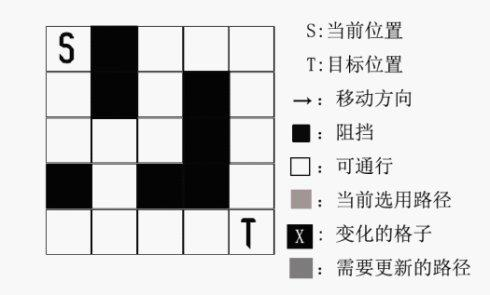 S
T
S:当前位置
T:目标位置
→: 移动方向
: 阻挡
: 可通行
: 当前选用路径
X : 变化的格子
: 需要更新的路径